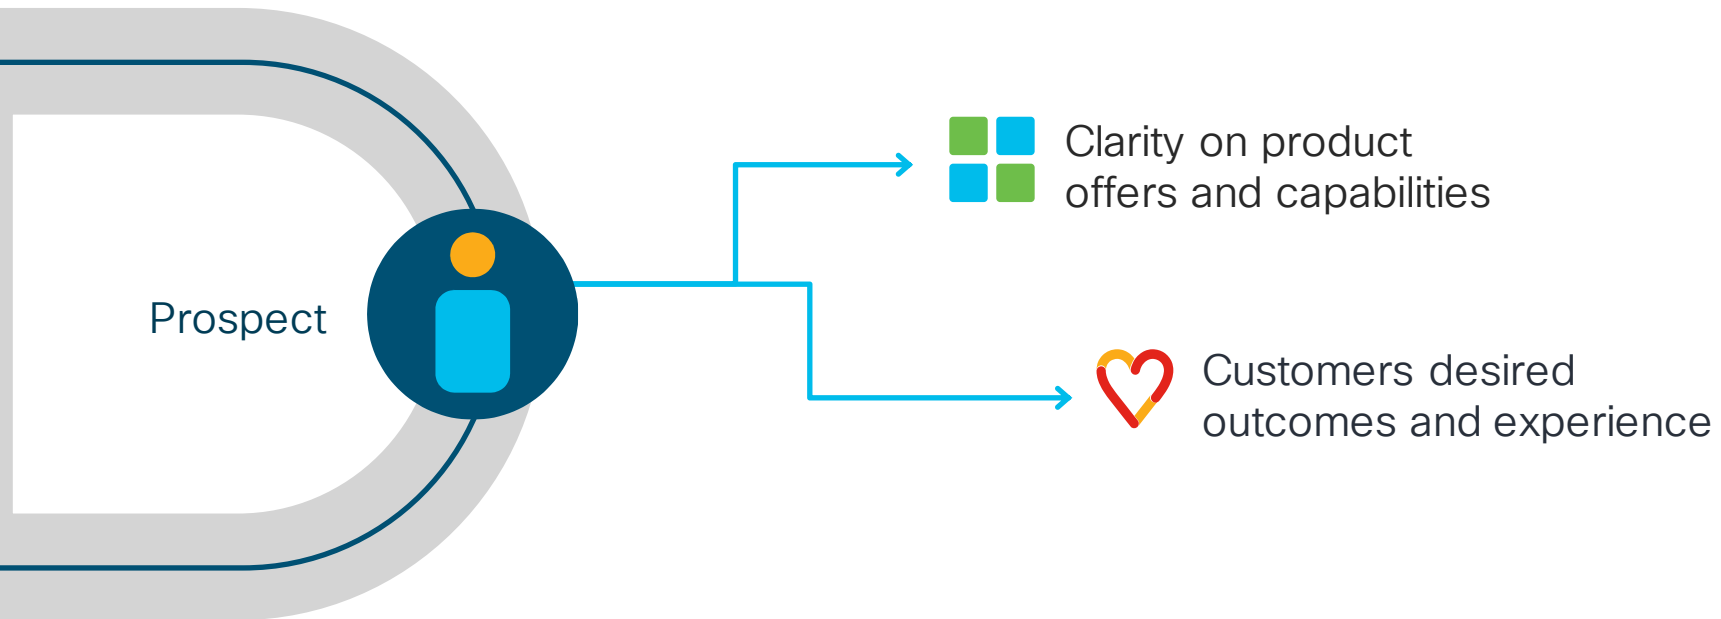 Prospect
Clarity on product
offers and capabilities
Customers desired
outcomes and experience